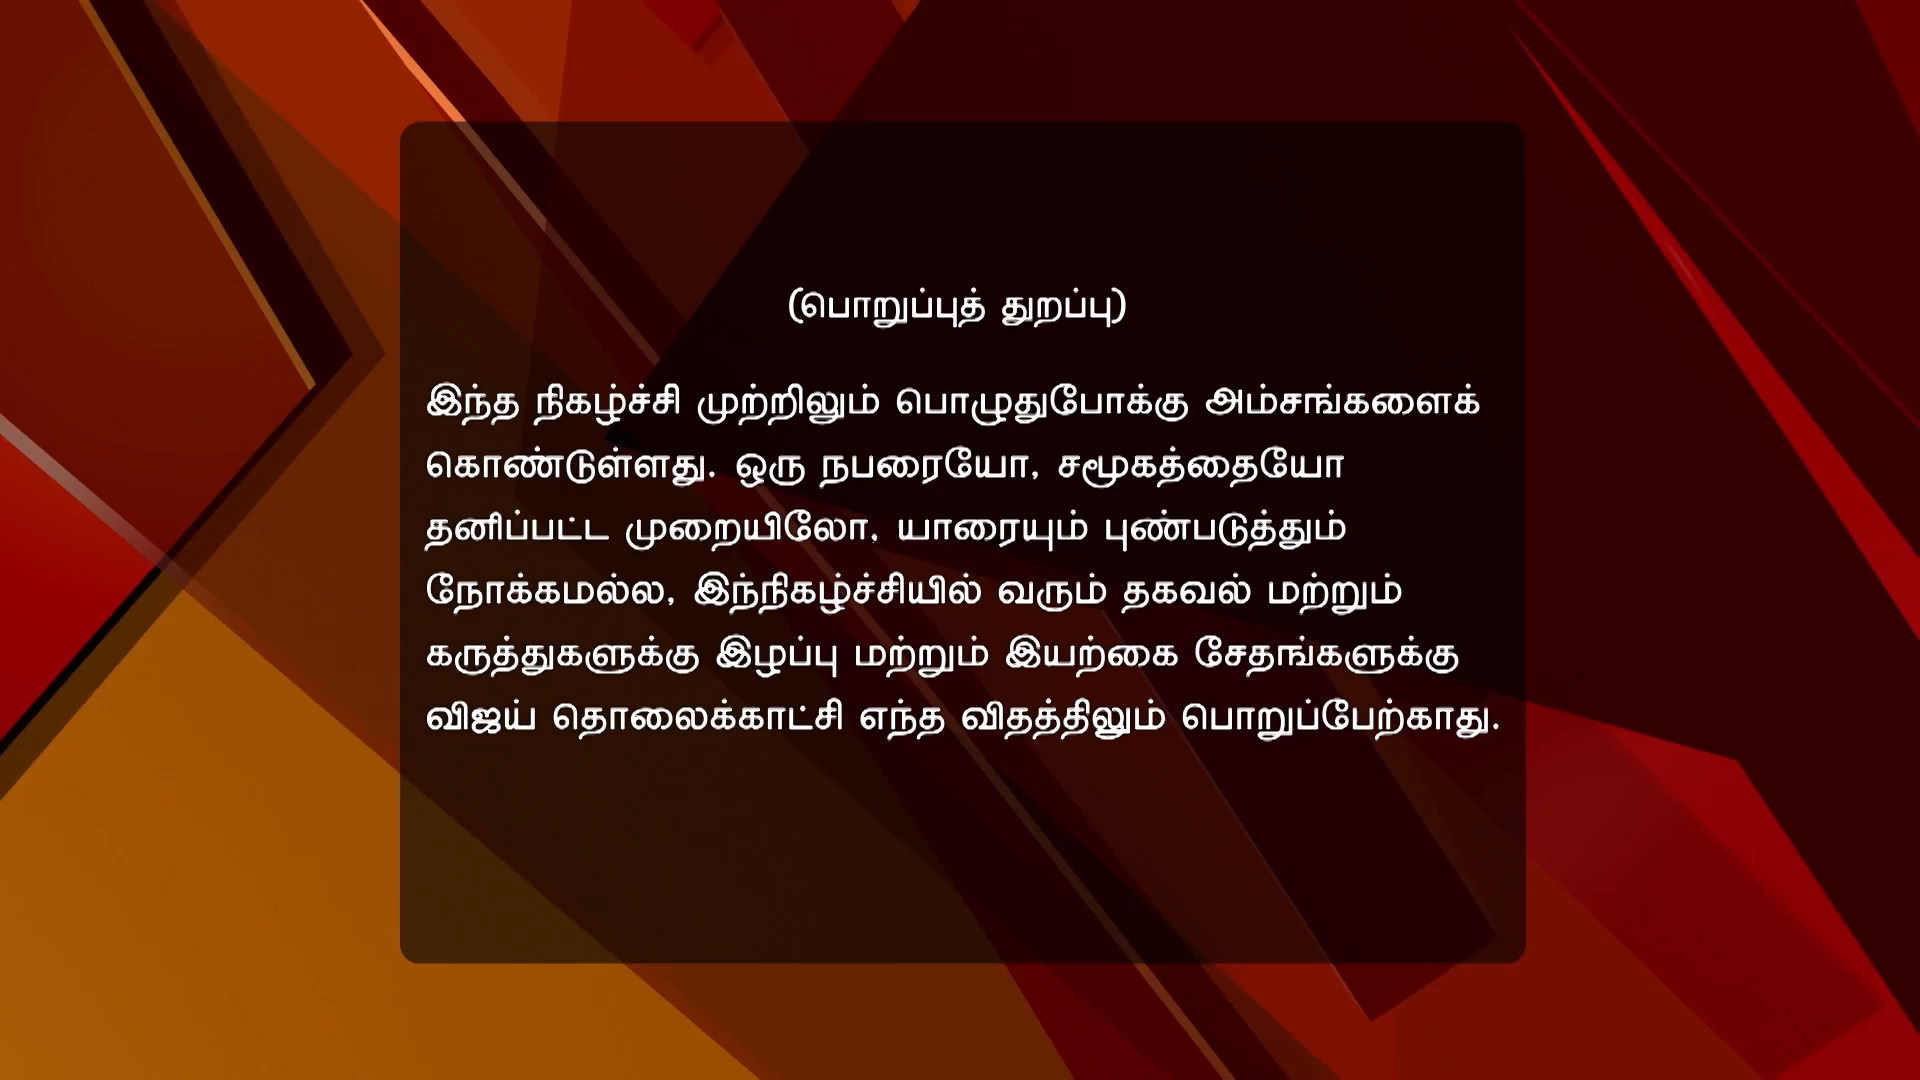 (பொறுப்புத் துறப்பு)
இந்த நிகழ்ச்சி முற்றிலும் பொழுதுபோக்கு அம்சங்களைக்
கொண்டுள்ளது. ஒரு நபரையோ, சமூகத்தையோ
தனிப்பட்ட முறையிலோ, யாரையும் புண்படுத்தும்
நோக்கமல்ல, இந்நிகழ்ச்சியில் வரும் தகவல் மற்றும்
கருத்துகளுக்கு இழப்பு மற்றும் இயற்கை சேதங்களுக்கு
விஜய் தொலைக்காட்சி எந்த விதத்திலும் பொறுப்பேற்காது.